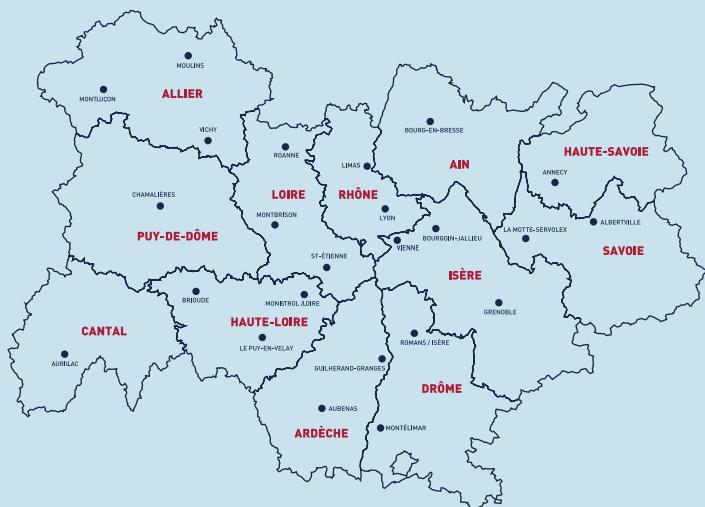 MOULINS
MONTLUÇON
ALLIER
VICHY
BOURG-EN-BRESSE
ROANNE
HAUTE-SAVOIE
LIMAS
AIN
ANNECY
CHAMALIÈRES
LOIRE
RHÔNE
LYON
MONTBRISON
ALBERTVILLE
PUY-DE-DÔME
BOURGOIN-JALLIEU
LA MOTTE-SERVOLEX
VIENNE
SAVOIE
ST-ÉTIENNE
ISÈRE
BRIOUDE
MONISTROL /LOIRE
GRENOBLE
HAUTE-LOIRE
CANTAL
LE PUY-EN-VELAY
ROMANS / ISÈRE
AURILLAC
GUILHERAND-GRANGES
DRÔME
AUBENAS
MONTÉLIMAR
ARDÈCHE